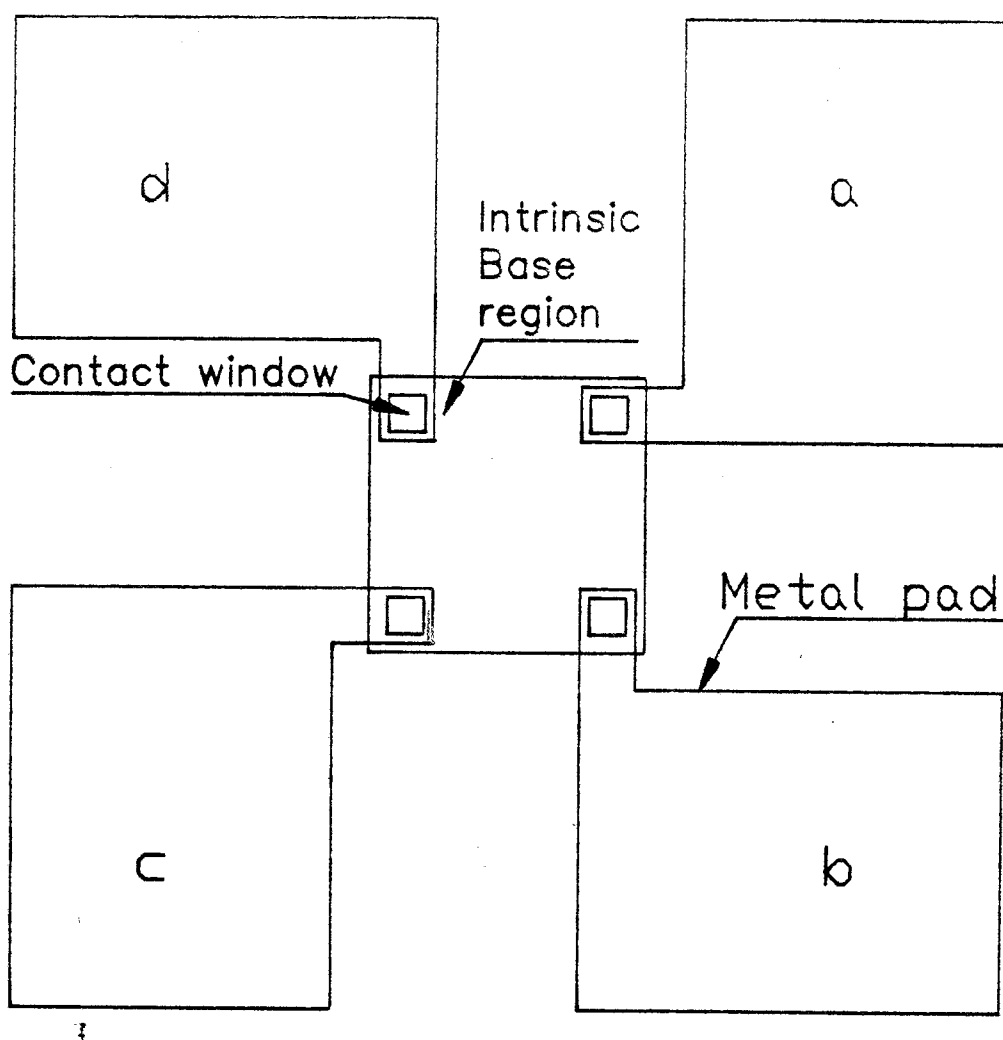 d
a
Intrinsic
Base
region
Contact window
Metal pad
c
b